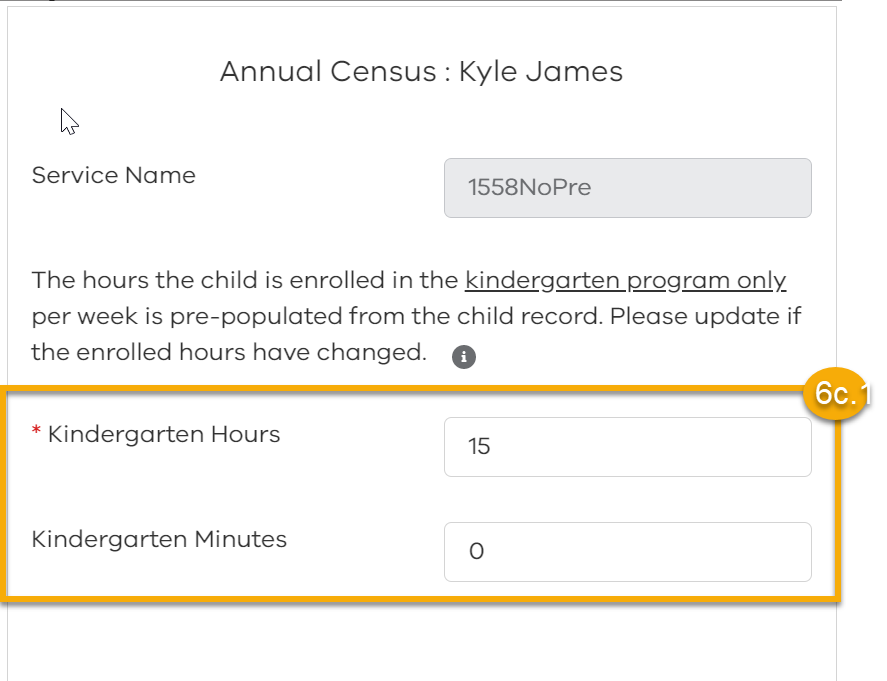 Annual Census : Kyle James
Service Name
1558NoPre
The hours the child is enrolled in the kindergarten program only
per week is pre-populated from the child record. Please update if
the enrolled hours have changed. i
6c.1
* Kindergarten Hours
15
Kindergarten Minutes
0